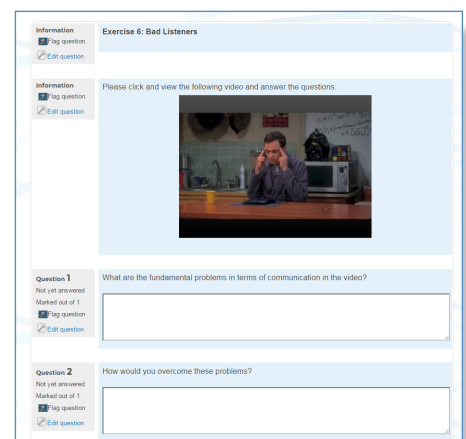 Information
Flag question
Edit question
Exercise 6: Bad Listeners
Information
Flag question
Edit question
Please click and view the following video and answer the questions.
Question 1
Not yet answered
Marked out of 1
Flag question
Edit question
What are the fundamental problems in terms of communication in the video?
Question 2
Not yet answered
Marked out of 1
Flag question
Edit question
How would you overcome these problems?